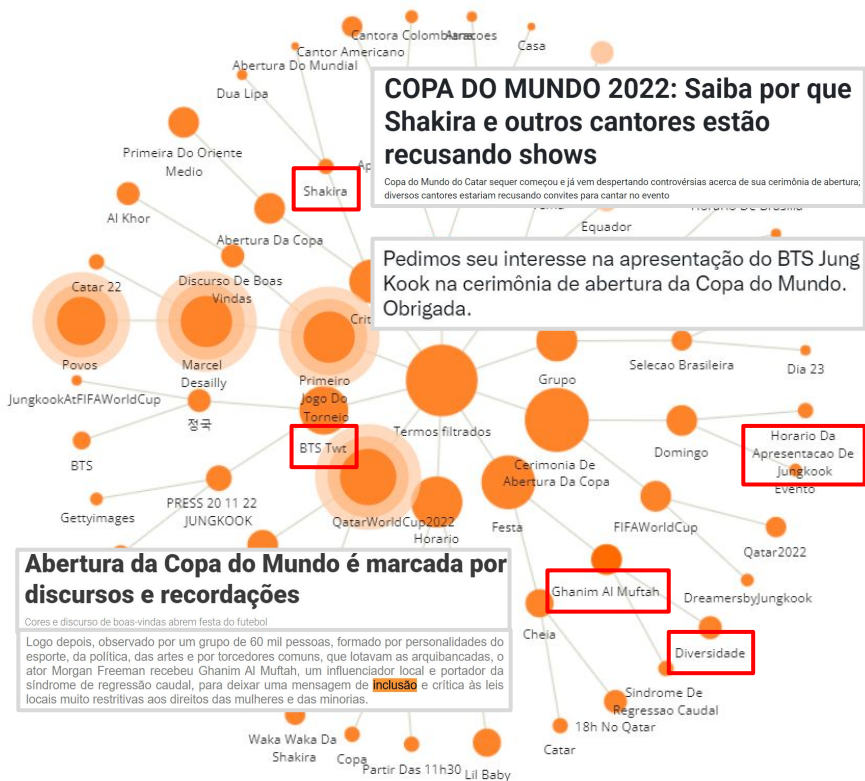 Cantora Colombiana
Aracoes
Casa
Cantor Americano
Abertura Do Mundial
Dua Lipa
COPA DO MUNDO 2022: Saiba por que
Shakira e outros cantores estão
recusando shows
Copa do Mundo do Catar sequer começou e já vem despertando controvérsias acerca de sua cerimônia de abertura;
diversos cantores estariam recusando convites para cantar no evento
Primeira Do Oriente
Medio
Ap
Shakira
Al Khor
Equador
Abertura Da Copa
Pedimos seu interesse na apresentação do BTS Jung
Kook na cerimônia de abertura da Copa do Mundo.
Obrigada.
Catar 22
Discurso De Boas
Vindas
Crit
Povos
Marcel
Desailly
Primeiro
Jogo Do
Torneio
Grupo
Selecao Brasileira
Dia 23
JungkookAtFIFAWorldCup
정국
BTS Twt
Termos filtrados
BTS
Cerimonia De
Abertura Da Copa
Domingo
Horario Da
Apresentacao De
Jungkook
Evento
Gettyimages
PRESS 20 11 22
JUNGKOOK
QatarWorldCup2022
Horario
Festa
FIFAWorldCup
Qatar2022
Abertura da Copa do Mundo é marcada por
discursos e recordações
Cores e discurso de boas-vindas abrem festa do futebol
Logo depois, observado por um grupo de 60 mil pessoas, formado por personalidades do
esporte, da política, das artes e por torcedores comuns, que lotavam as arquibancadas, o
ator Morgan Freeman recebeu Ghanim Al Muftah, um influenciador local e portador da
síndrome de regressão caudal, para deixar uma mensagem de inclusão e crítica às leis
locais muito restritivas aos direitos das mulheres e das minorias.
Ghanim Al Muftah
DreamersbyJungkook
Cheia
Diversidade
Sindrome De
Regressao Caudal
18h No Qatar
Catar
Waka Waka Da
Shakira
Copa
Partir Das 11h30
Lil Baby